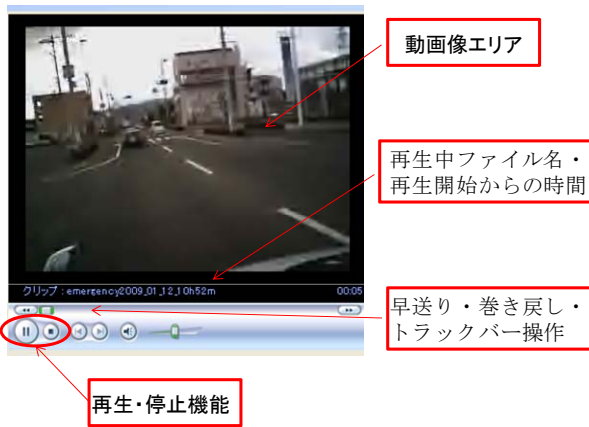 動画像エリア
再生中ファイル名・
再生開始からの時間
クリップ : emergency2009_01_12_10h52m
00:05
早送り・巻き戻し・
トラックバー操作
再生・停止機能